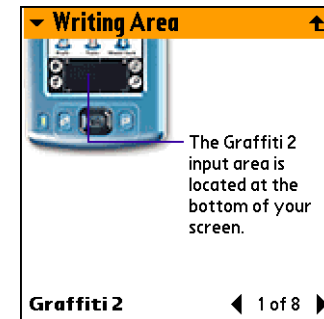 Writing Area
The Graffiti 2
input area is
located at the
bottom of your
screen.
Graffiti 2
1 of 8